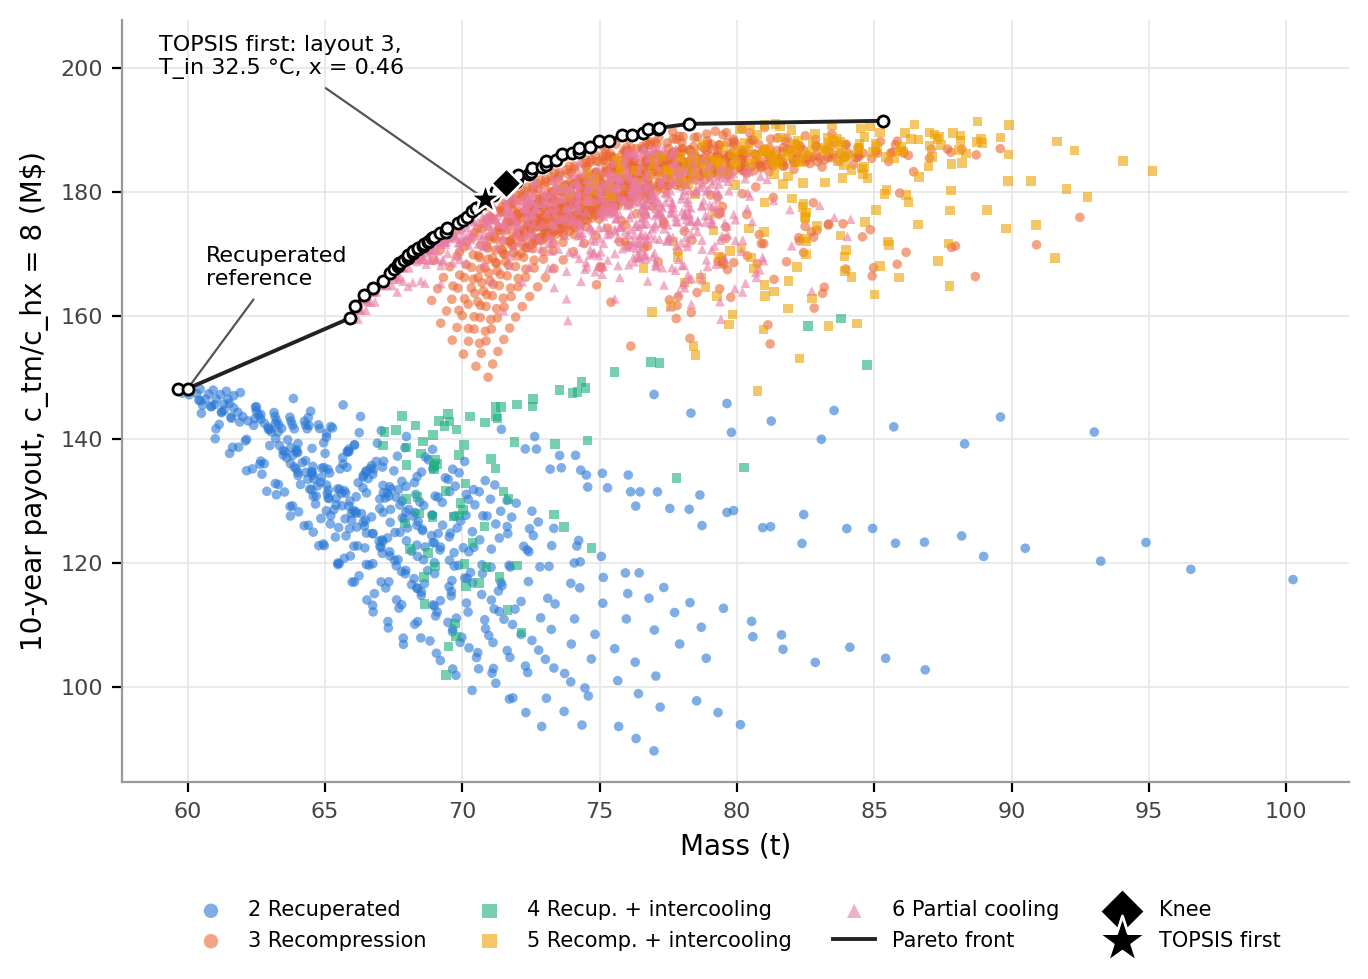 TOPSIS first: layout 3,
T_in 32.5 °C, x = 0.46
Recuperated
reference
10-year payout, c_tm/c_hx = 8 (M$)
200
180
160
140
120
100
60
65
70
75
80
85
90
95
100
Mass (t)
2 Recuperated
3 Recompression
4 Recup. + intercooling
5 Recomp. + intercooling
6 Partial cooling
Pareto front
Knee
TOPSIS first